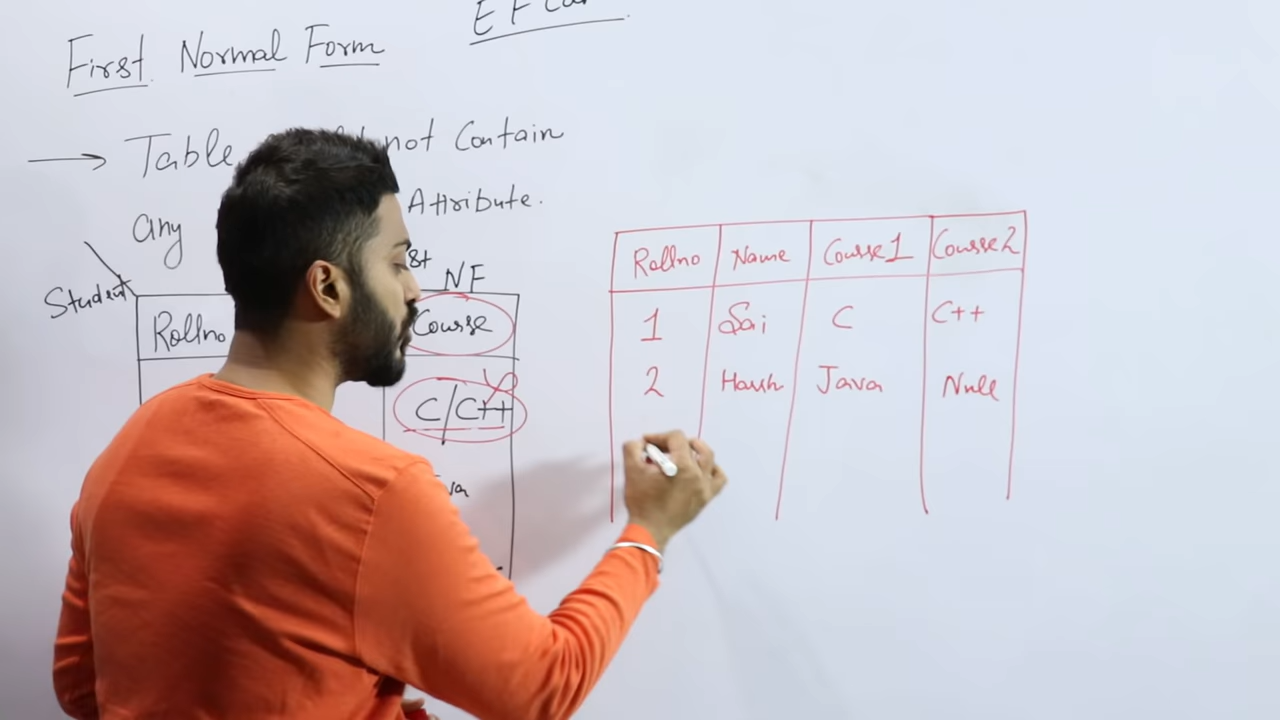 First Normal Form
E F
Table not Contain
any Attribute.
Student
st
NF
Rollno Course
C/C++
Rollno Name Course1 Course2
1 Sai C C++
2 Harsh Java Null